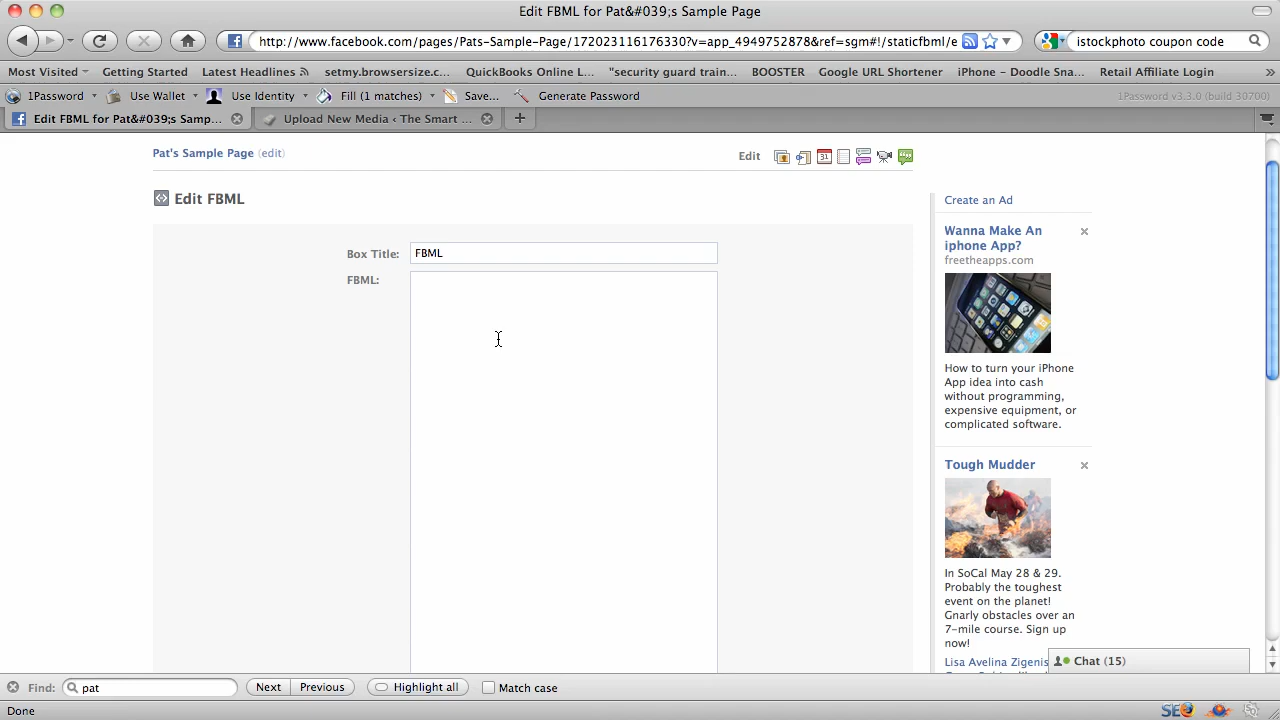 Edit FBML for Pat&#039;s Sample Page
http://www.facebook.com/pages/Pats-Sample-Page/172023116176330?v=app_4949752878&ref=sgm#!/staticfbml/e
istockphoto coupon code
Most Visited Getting Started Latest Headlines setmy.browsersize.c... QuickBooks Online L... "security guard train... BOOSTER Google URL Shortener iPhone - Doodle Sna... Retail Affiliate Login »
1Password Use Wallet Use Identity Fill (1 matches) Save... Generate Password 1Password v3.3.0 (build 30700)
Edit FBML for Pat&#039;s Samp... Upload New Media ‹ The Smart ...
Pat's Sample Page (edit)
Edit
31
Edit FBML
Box Title: FBML
FBML:
Create an Ad
Wanna Make An
iphone App?
freetheapps.com
How to turn your iPhone
App idea into cash
without programming,
expensive equipment, or
complicated software.
Tough Mudder
In SoCal May 28 & 29.
Probably the toughest
event on the planet!
Gnarly obstacles over an
7-mile course. Sign up
now!
Lisa Avelina Zigenis
Chat (15)
Find: pat Next Previous Highlight all Match case
Done
SE